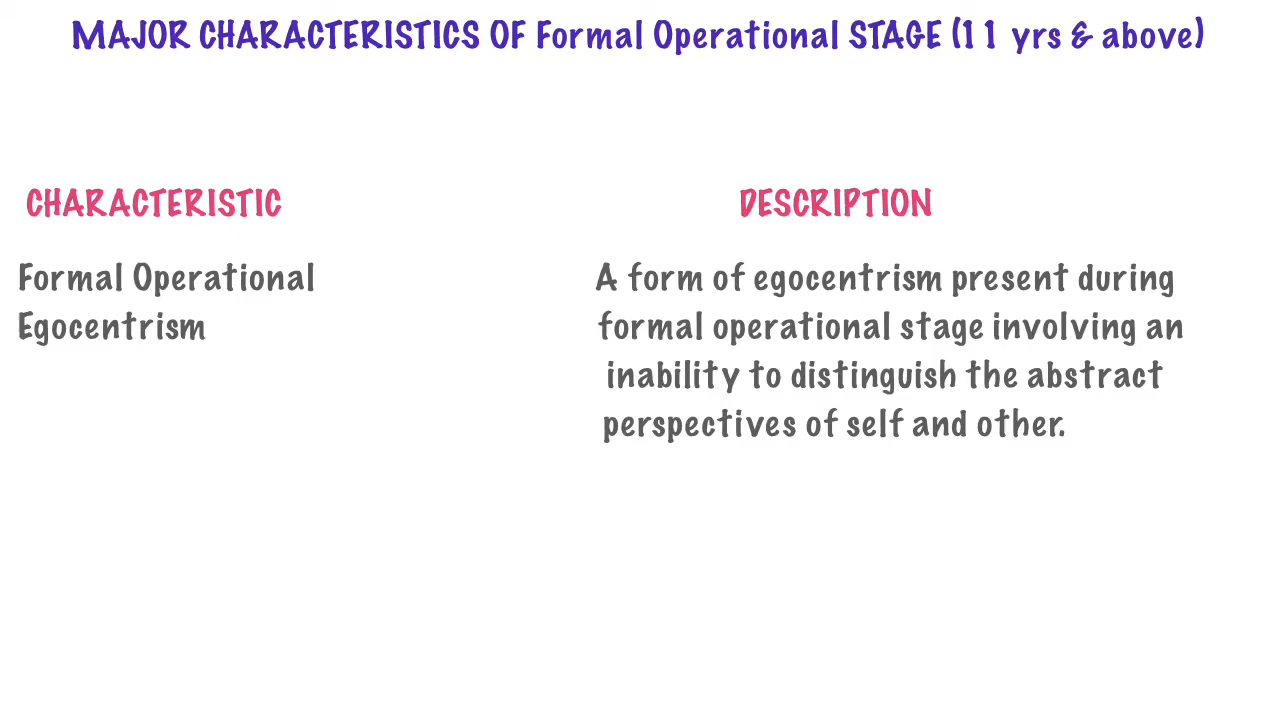 MAJOR CHARACTERISTICS OF Formal Operational STAGE (11 yrs & above)
CHARACTERISTIC
DESCRIPTION
Formal Operational
Egocentrism
A form of egocentrism present during
formal operational stage involving an
inability to distinguish the abstract
perspectives of self and other.